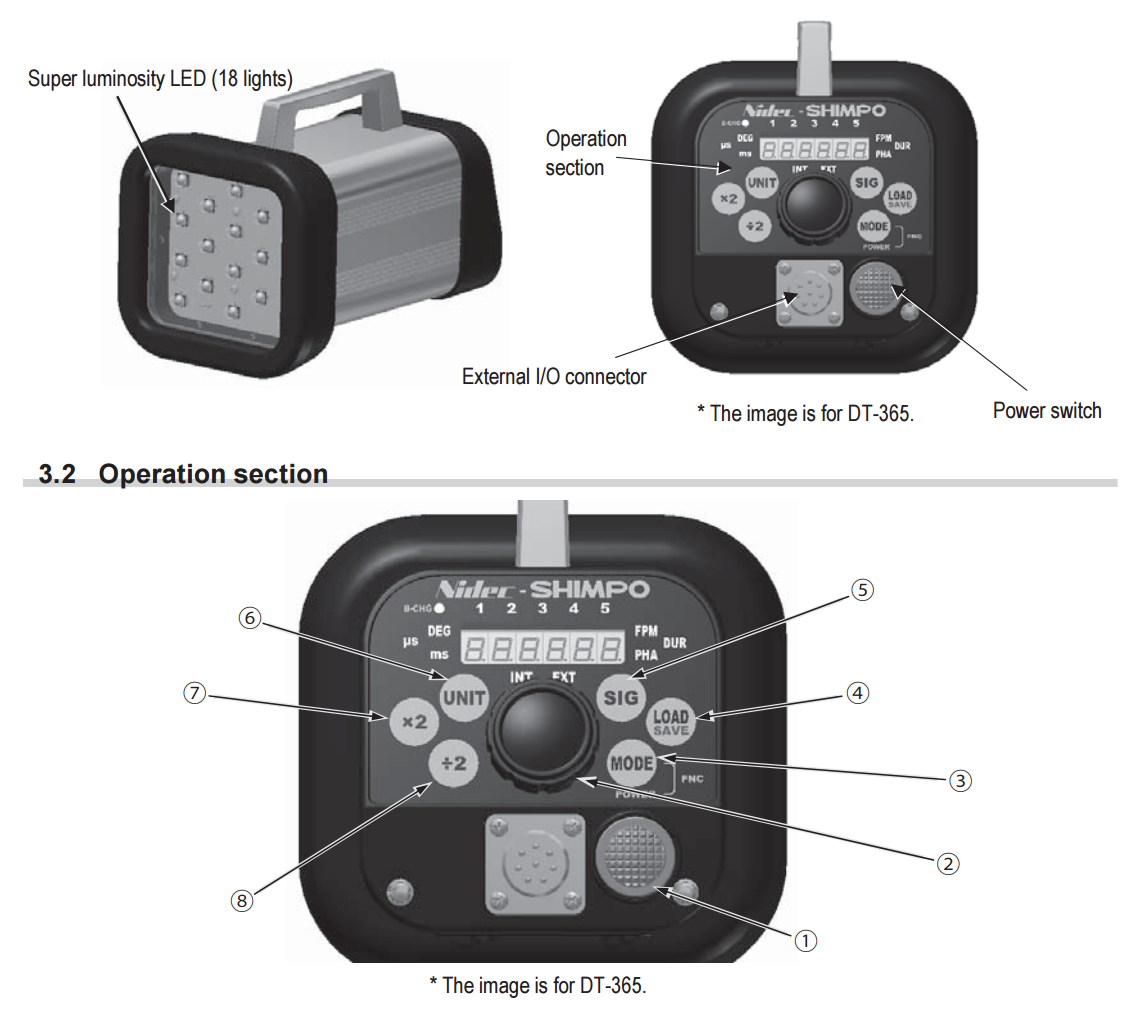 Super luminosity LED (18 lights)
Operation
section
Nidec-SHIMPO
B-CHG 1 2 3 4 5
µs DEG ms
FPM PHA DUR
INT EXT
UNIT
SIG
×2
LOAD
SAVE
÷2
MODE
POWER
FNC
External I/O connector
Power switch
* The image is for DT-365.
3.2 Operation section
Nidec-SHIMPO
B-CHG 1 2 3 4 5
µs DEG ms
FPM PHA DUR
INT EXT
⑥
⑤
UNIT
SIG
⑦
④
×2
LOAD
SAVE
÷2
MODE
③
POWER
FNC
②
⑧
①
* The image is for DT-365.